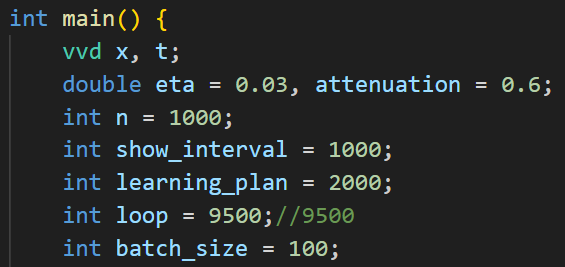 int main() {
    vvd x, t;
    double eta = 0.03, attenuation = 0.6;
    int n = 1000;
    int show_interval = 1000;
    int learning_plan = 2000;
    int loop = 9500;//9500
    int batch_size = 100;